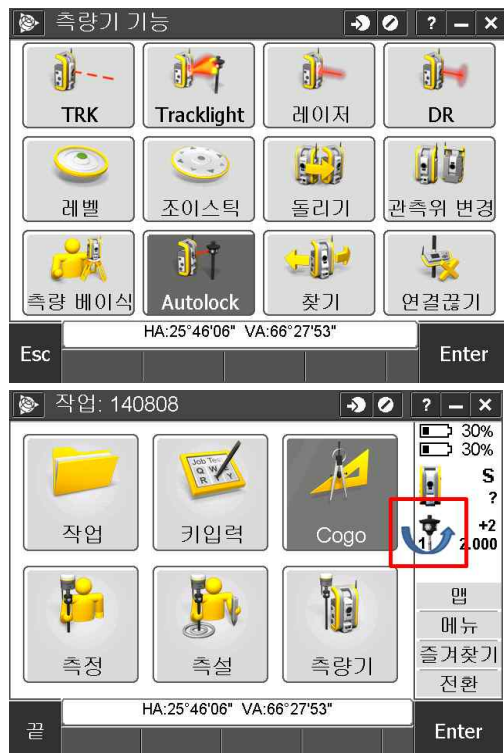 측량기 기능
? – ×
TRK
Tracklight
레이저
DR
레벨
조이스틱
돌리기
관측위 변경
측량 베이식
Autolock
찾기
연결끊기
HA:25°46'06" VA:66°27'53"
Esc
Enter
작업: 140808
? – ×
30%
30%
S
?
+2
1
2.000
작업
키입력
Cogo
측정
측설
측량기
맵
메뉴
즐겨찾기
전환
HA:25°46'06" VA:66°27'53"
끝
Enter